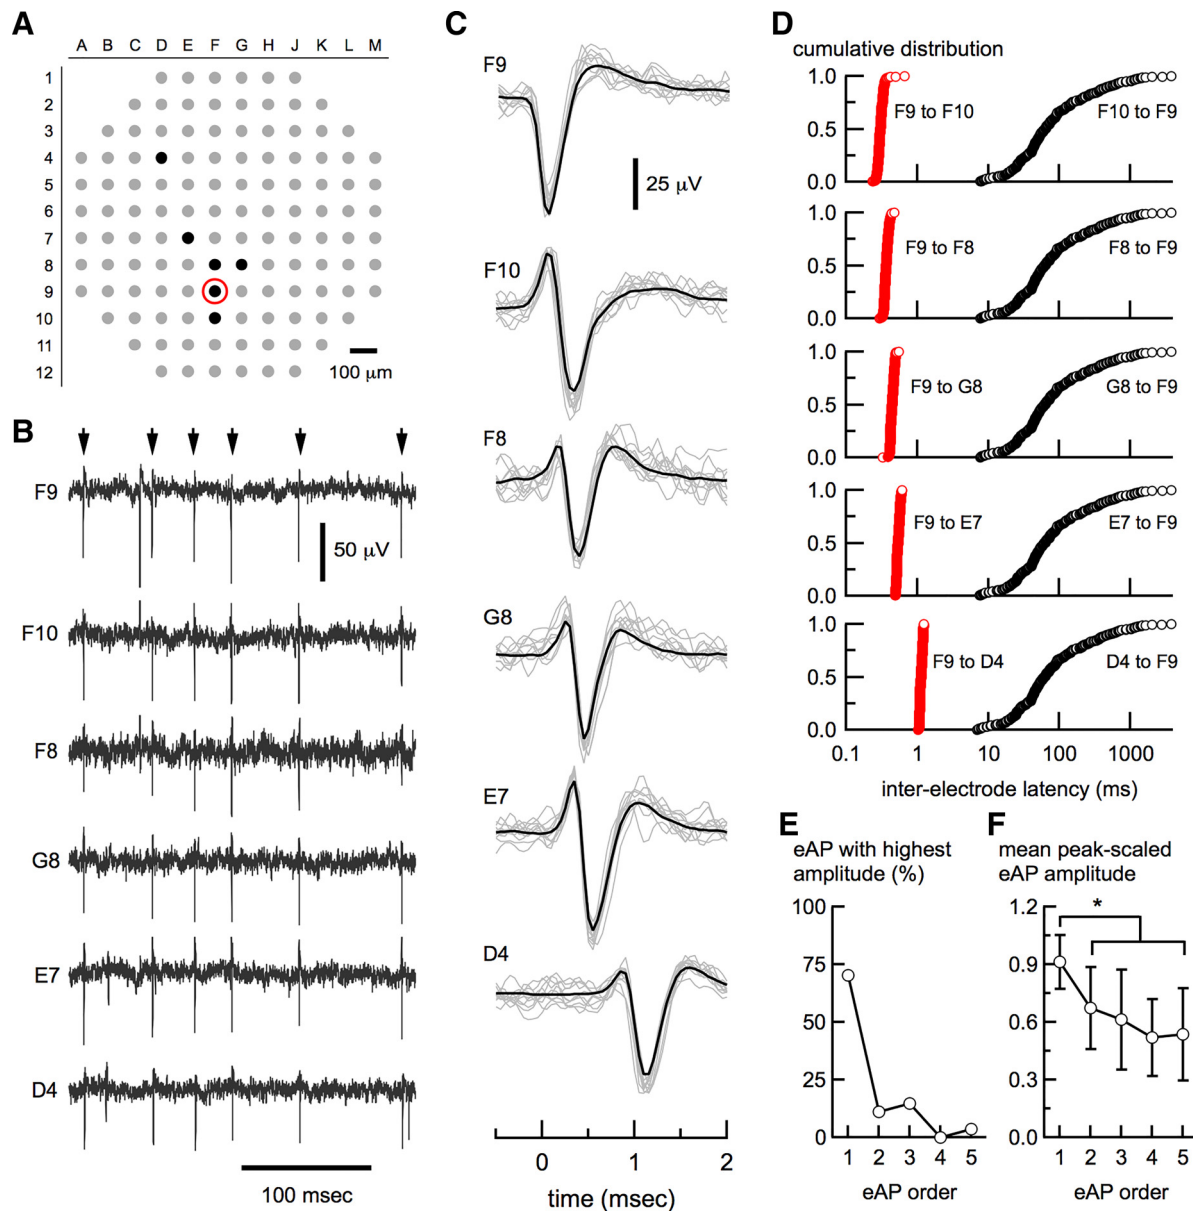 A
A B C D E F G H J K L M
1
2
3
4
5
6
7
8
9
10
11
12
100 μm
B
F9
50 μV
F10
F8
G8
E7
D4
100 msec
C
F9
25 μV
F10
F8
G8
E7
D4
0 1 2
time (msec)
D
cumulative distribution
1.0
0.5
0.0
F9 to F10
F10 to F9
1.0
0.5
0.0
F9 to F8
F8 to F9
1.0
0.5
0.0
F9 to G8
G8 to F9
1.0
0.5
0.0
F9 to E7
E7 to F9
1.0
0.5
0.0
F9 to D4
D4 to F9
0.1 1 10 100 1000
inter-electrode latency (ms)
E
eAP with highest
amplitude (%)
100
75
50
25
0
1 2 3 4 5
eAP order
F
mean peak-scaled
eAP amplitude
1.2
0.9
0.6
0.3
0.0
*
1 2 3 4 5
eAP order